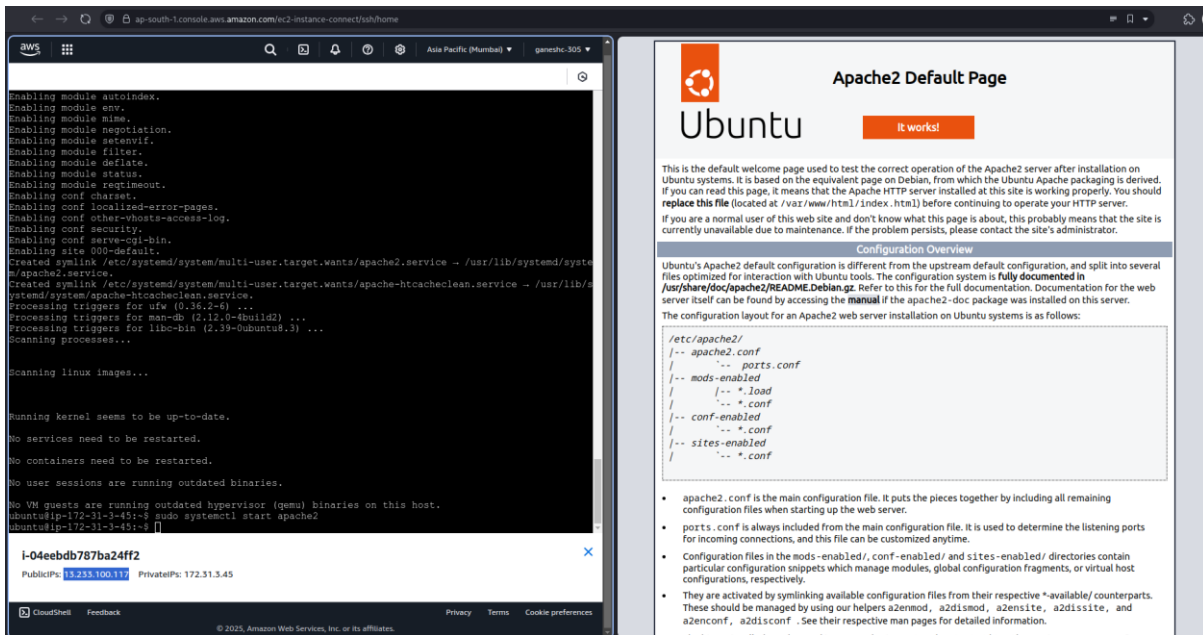 ap-south-1.console.aws.amazon.com/ec2-instance-connect/ssh/home
aws
Asia Pacific (Mumbai) ▼
ganeshc-305 ▼
Enabling module autoindex.
Enabling module env.
Enabling module mime.
Enabling module negotiation.
Enabling module setenvif.
Enabling module filter.
Enabling module deflate.
Enabling module status.
Enabling module reqtimeout.
Enabling conf charset.
Enabling conf localized-error-pages.
Enabling conf other-vhosts-access-log.
Enabling conf security.
Enabling conf serve-cgi-bin.
Enabling site 000-default.
Created symlink /etc/systemd/system/multi-user.target.wants/apache2.service → /usr/lib/systemd/syste
m/apache2.service.
Created symlink /etc/systemd/system/multi-user.target.wants/apache-htcacheclean.service → /usr/lib/s
ystemd/system/apache-htcacheclean.service.
Processing triggers for ufw (0.36.2-6) ...
Processing triggers for man-db (2.12.0-4build2) ...
Processing triggers for libc-bin (2.39-0ubuntu8.3) ...
Scanning processes...
Scanning linux images...
Running kernel seems to be up-to-date.
No services need to be restarted.
No containers need to be restarted.
No user sessions are running outdated binaries.
No VM guests are running outdated hypervisor (qemu) binaries on this host.
ubuntu@ip-172-31-3-45:~$ sudo systemctl start apache2
ubuntu@ip-172-31-3-45:~$
i-04eebdb787ba24ff2
PublicIPs: 13.233.100.117 PrivateIPs: 172.31.3.45
CloudShell Feedback Privacy Terms Cookie preferences
© 2025, Amazon Web Services, Inc. or its affiliates.
Ubuntu
Apache2 Default Page
It works!
This is the default welcome page used to test the correct operation of the Apache2 server after installation on
Ubuntu systems. It is based on the equivalent page on Debian, from which the Ubuntu Apache packaging is derived.
If you can read this page, it means that the Apache HTTP server installed at this site is working properly. You should
replace this file (located at /var/www/html/index.html) before continuing to operate your HTTP server.
If you are a normal user of this web site and don't know what this page is about, this probably means that the site is
currently unavailable due to maintenance. If the problem persists, please contact the site's administrator.
Configuration Overview
Ubuntu's Apache2 default configuration is different from the upstream default configuration, and split into several
files optimized for interaction with Ubuntu tools. The configuration system is fully documented in
/usr/share/doc/apache2/README.Debian.gz. Refer to this for the full documentation. Documentation for the web
server itself can be found by accessing the manual if the apache2-doc package was installed on this server.
The configuration layout for an Apache2 web server installation on Ubuntu systems is as follows:
/etc/apache2/
|-- apache2.conf
|       `--  ports.conf
|-- mods-enabled
|       |-- *.load
|       `-- *.conf
|-- conf-enabled
|       `-- *.conf
|-- sites-enabled
|       `-- *.conf
• apache2.conf is the main configuration file. It puts the pieces together by including all remaining
configuration files when starting up the web server.
• ports.conf is always included from the main configuration file. It is used to determine the listening ports
for incoming connections, and this file can be customized anytime.
• Configuration files in the mods-enabled/, conf-enabled/ and sites-enabled/ directories contain
particular configuration snippets which manage modules, global configuration fragments, or virtual host
configurations, respectively.
• They are activated by symlinking available configuration files from their respective *-available/ counterparts.
These should be managed by using our helpers a2enmod, a2dismod, a2ensite, a2dissite, and
a2enconf, a2disconf . See their respective man pages for detailed information.